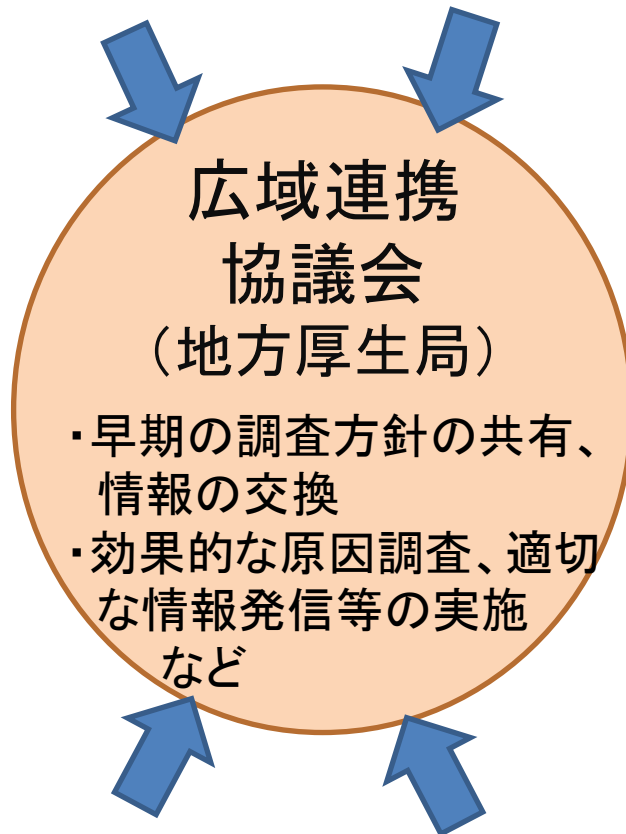 広域連携
協議会
（地方厚生局）
・早期の調査方針の共有、
情報の交換
・効果的な原因調査、適切
な情報発信等の実施
など